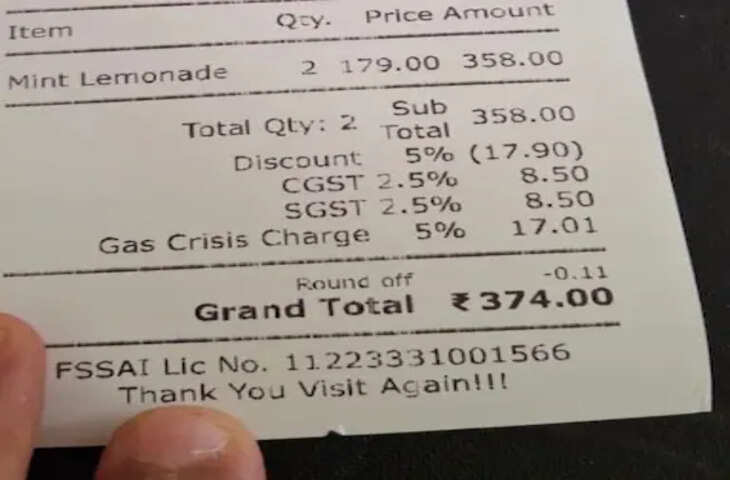 Item Qty. Price Amount
Mint Lemonade 2 179.00 358.00
Total Qty: 2 Sub Total 358.00
Discount 5% (17.90)
CGST 2.5% 8.50
SGST 2.5% 8.50
Gas Crisis Charge 5% 17.01
Round off -0.11
Grand Total ₹374.00
FSSAI Lic No. 11223331001566
Thank You Visit Again!!!